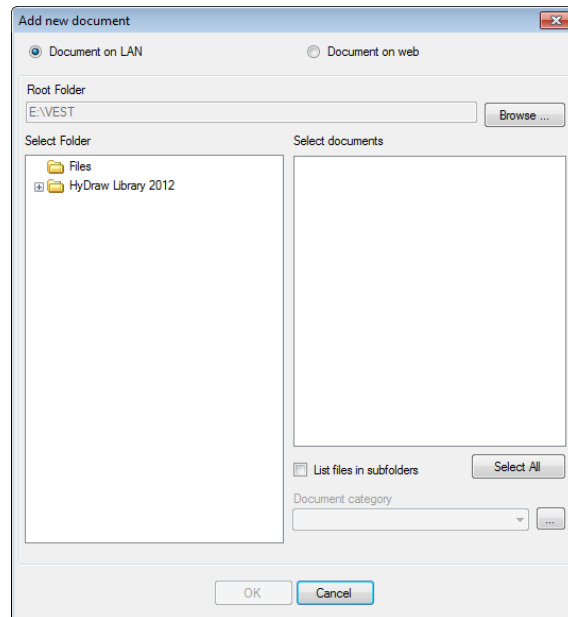 Add new document
Document on LAN Document on web
Root Folder
E:\VEST Browse ...
Select Folder Select documents
Files
HyDraw Library 2012
List files in subfolders Select All
Document category
...
OK Cancel